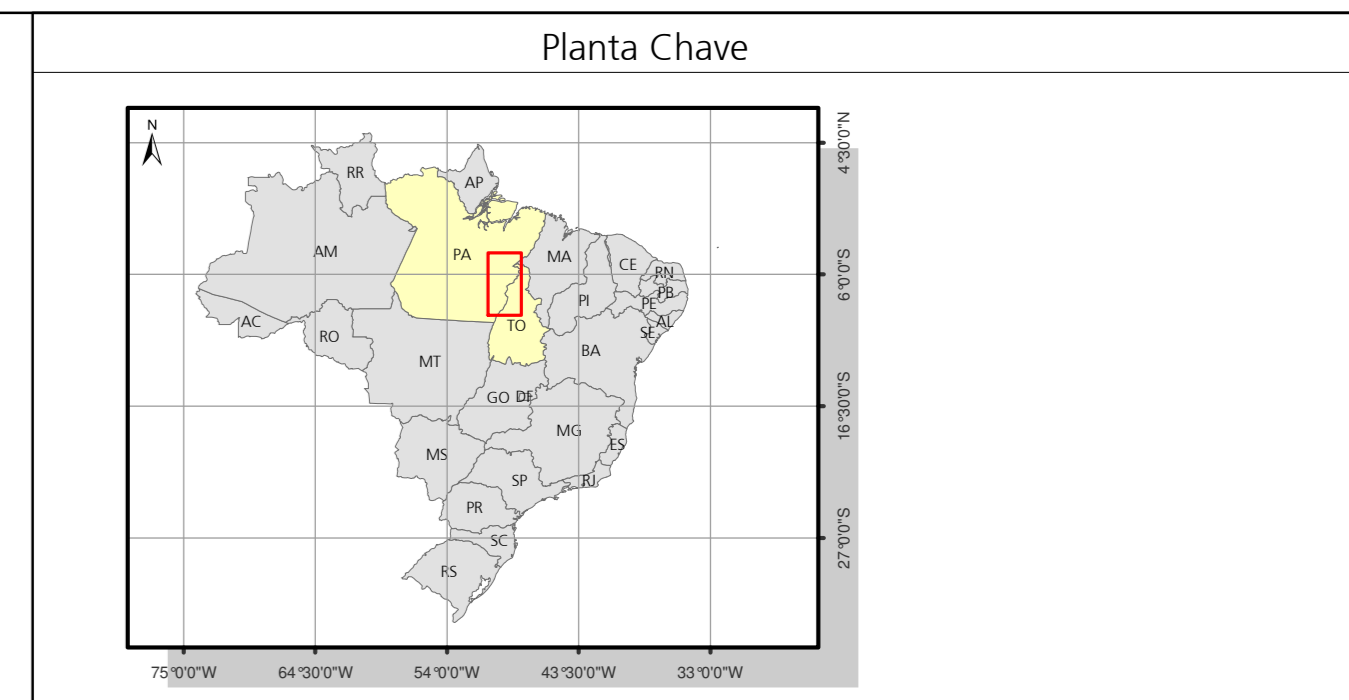 Planta Chave
N
RR
AP
AM
PA
MA
CE
RN
PB
PE
PI
AL
SE
AC
RO
TO
BA
MT
GO
DF
MG
ES
MS
SP
RJ
PR
SC
RS
4°30'0"N
6°0'0"S
16°30'0"S
27°0'0"S
75°0'0"W 64°30'0"W 54°0'0"W 43°30'0"W 33°0'0"W